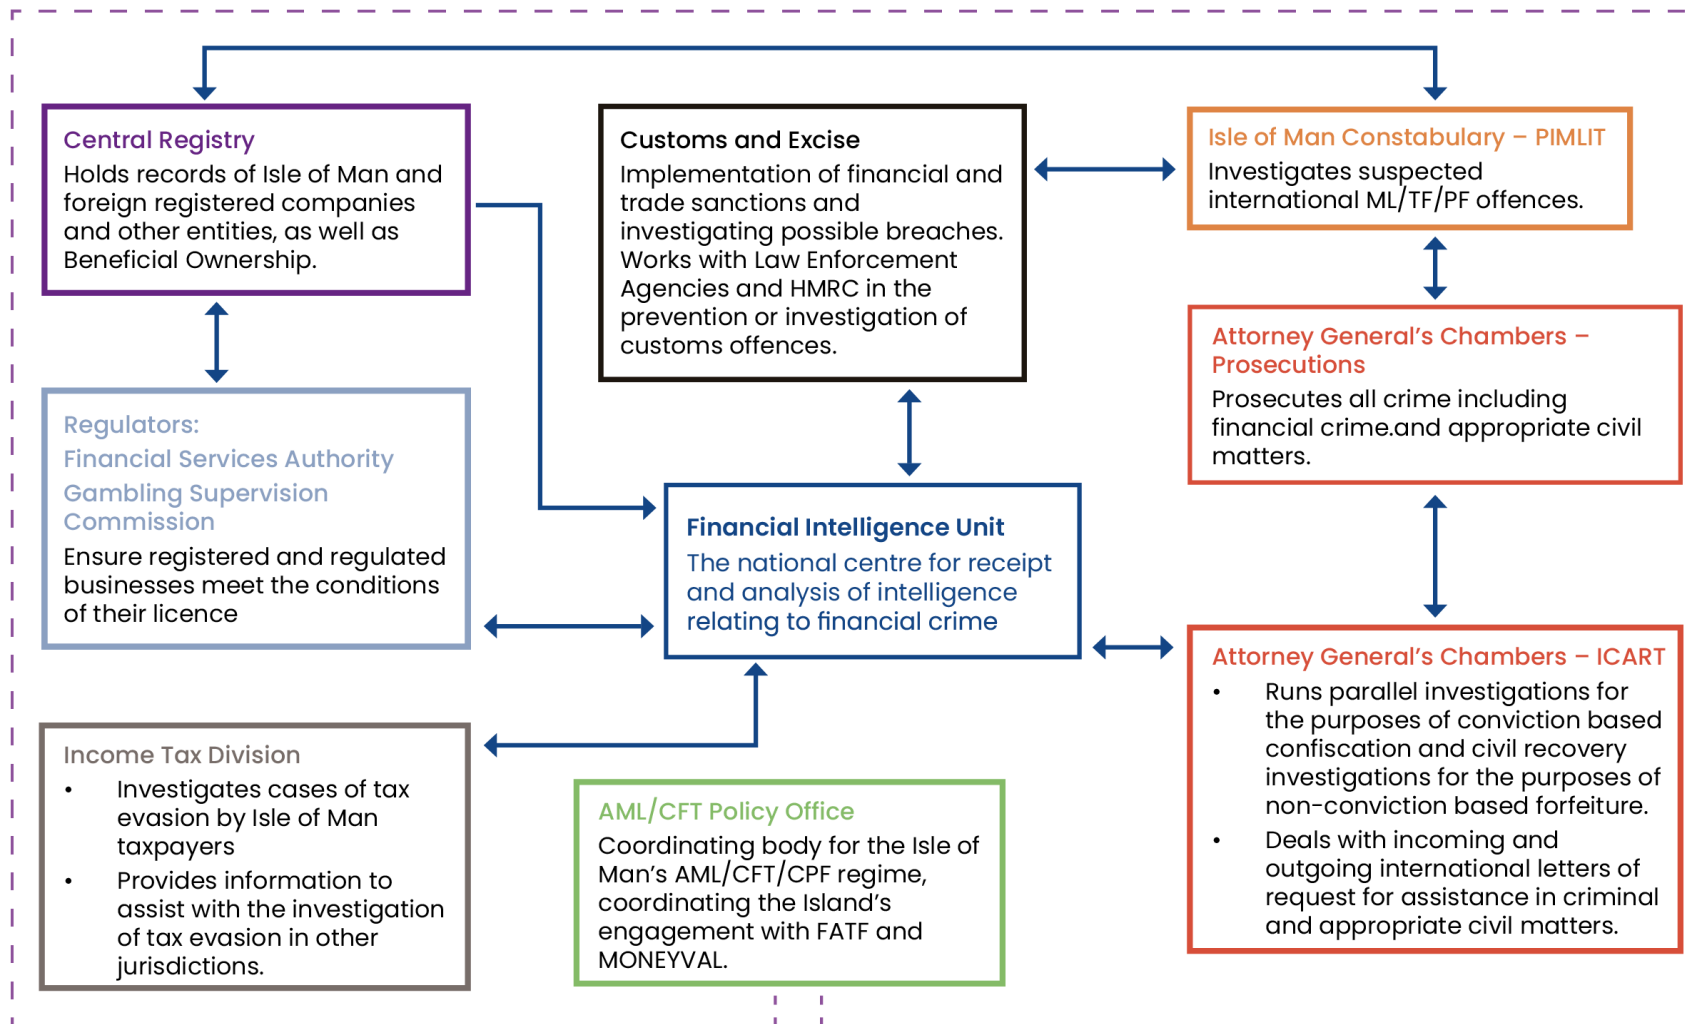 Central Registry
Holds records of Isle of Man and
foreign registered companies
and other entities, as well as
Beneficial Ownership.
Customs and Excise
Implementation of financial and
trade sanctions and
investigating possible breaches.
Works with Law Enforcement
Agencies and HMRC in the
prevention or investigation of
customs offences.
Isle of Man Constabulary – PIMLIT
Investigates suspected
international ML/TF/PF offences.
Attorney General’s Chambers –
Prosecutions
Prosecutes all crime including
financial crime.and appropriate civil
matters.
Regulators:
Financial Services Authority
Gambling Supervision
Commission
Ensure registered and regulated
businesses meet the conditions
of their licence
Financial Intelligence Unit
The national centre for receipt
and analysis of intelligence
relating to financial crime
Attorney General’s Chambers – ICART
• Runs parallel investigations for
the purposes of conviction based
confiscation and civil recovery
investigations for the purposes of
non-conviction based forfeiture.
• Deals with incoming and
outgoing international letters of
request for assistance in criminal
and appropriate civil matters.
Income Tax Division
• Investigates cases of tax
evasion by Isle of Man
taxpayers
• Provides information to
assist with the investigation
of tax evasion in other
jurisdictions.
AML/CFT Policy Office
Coordinating body for the Isle of
Man’s AML/CFT/CPF regime,
coordinating the Island’s
engagement with FATF and
MONEYVAL.